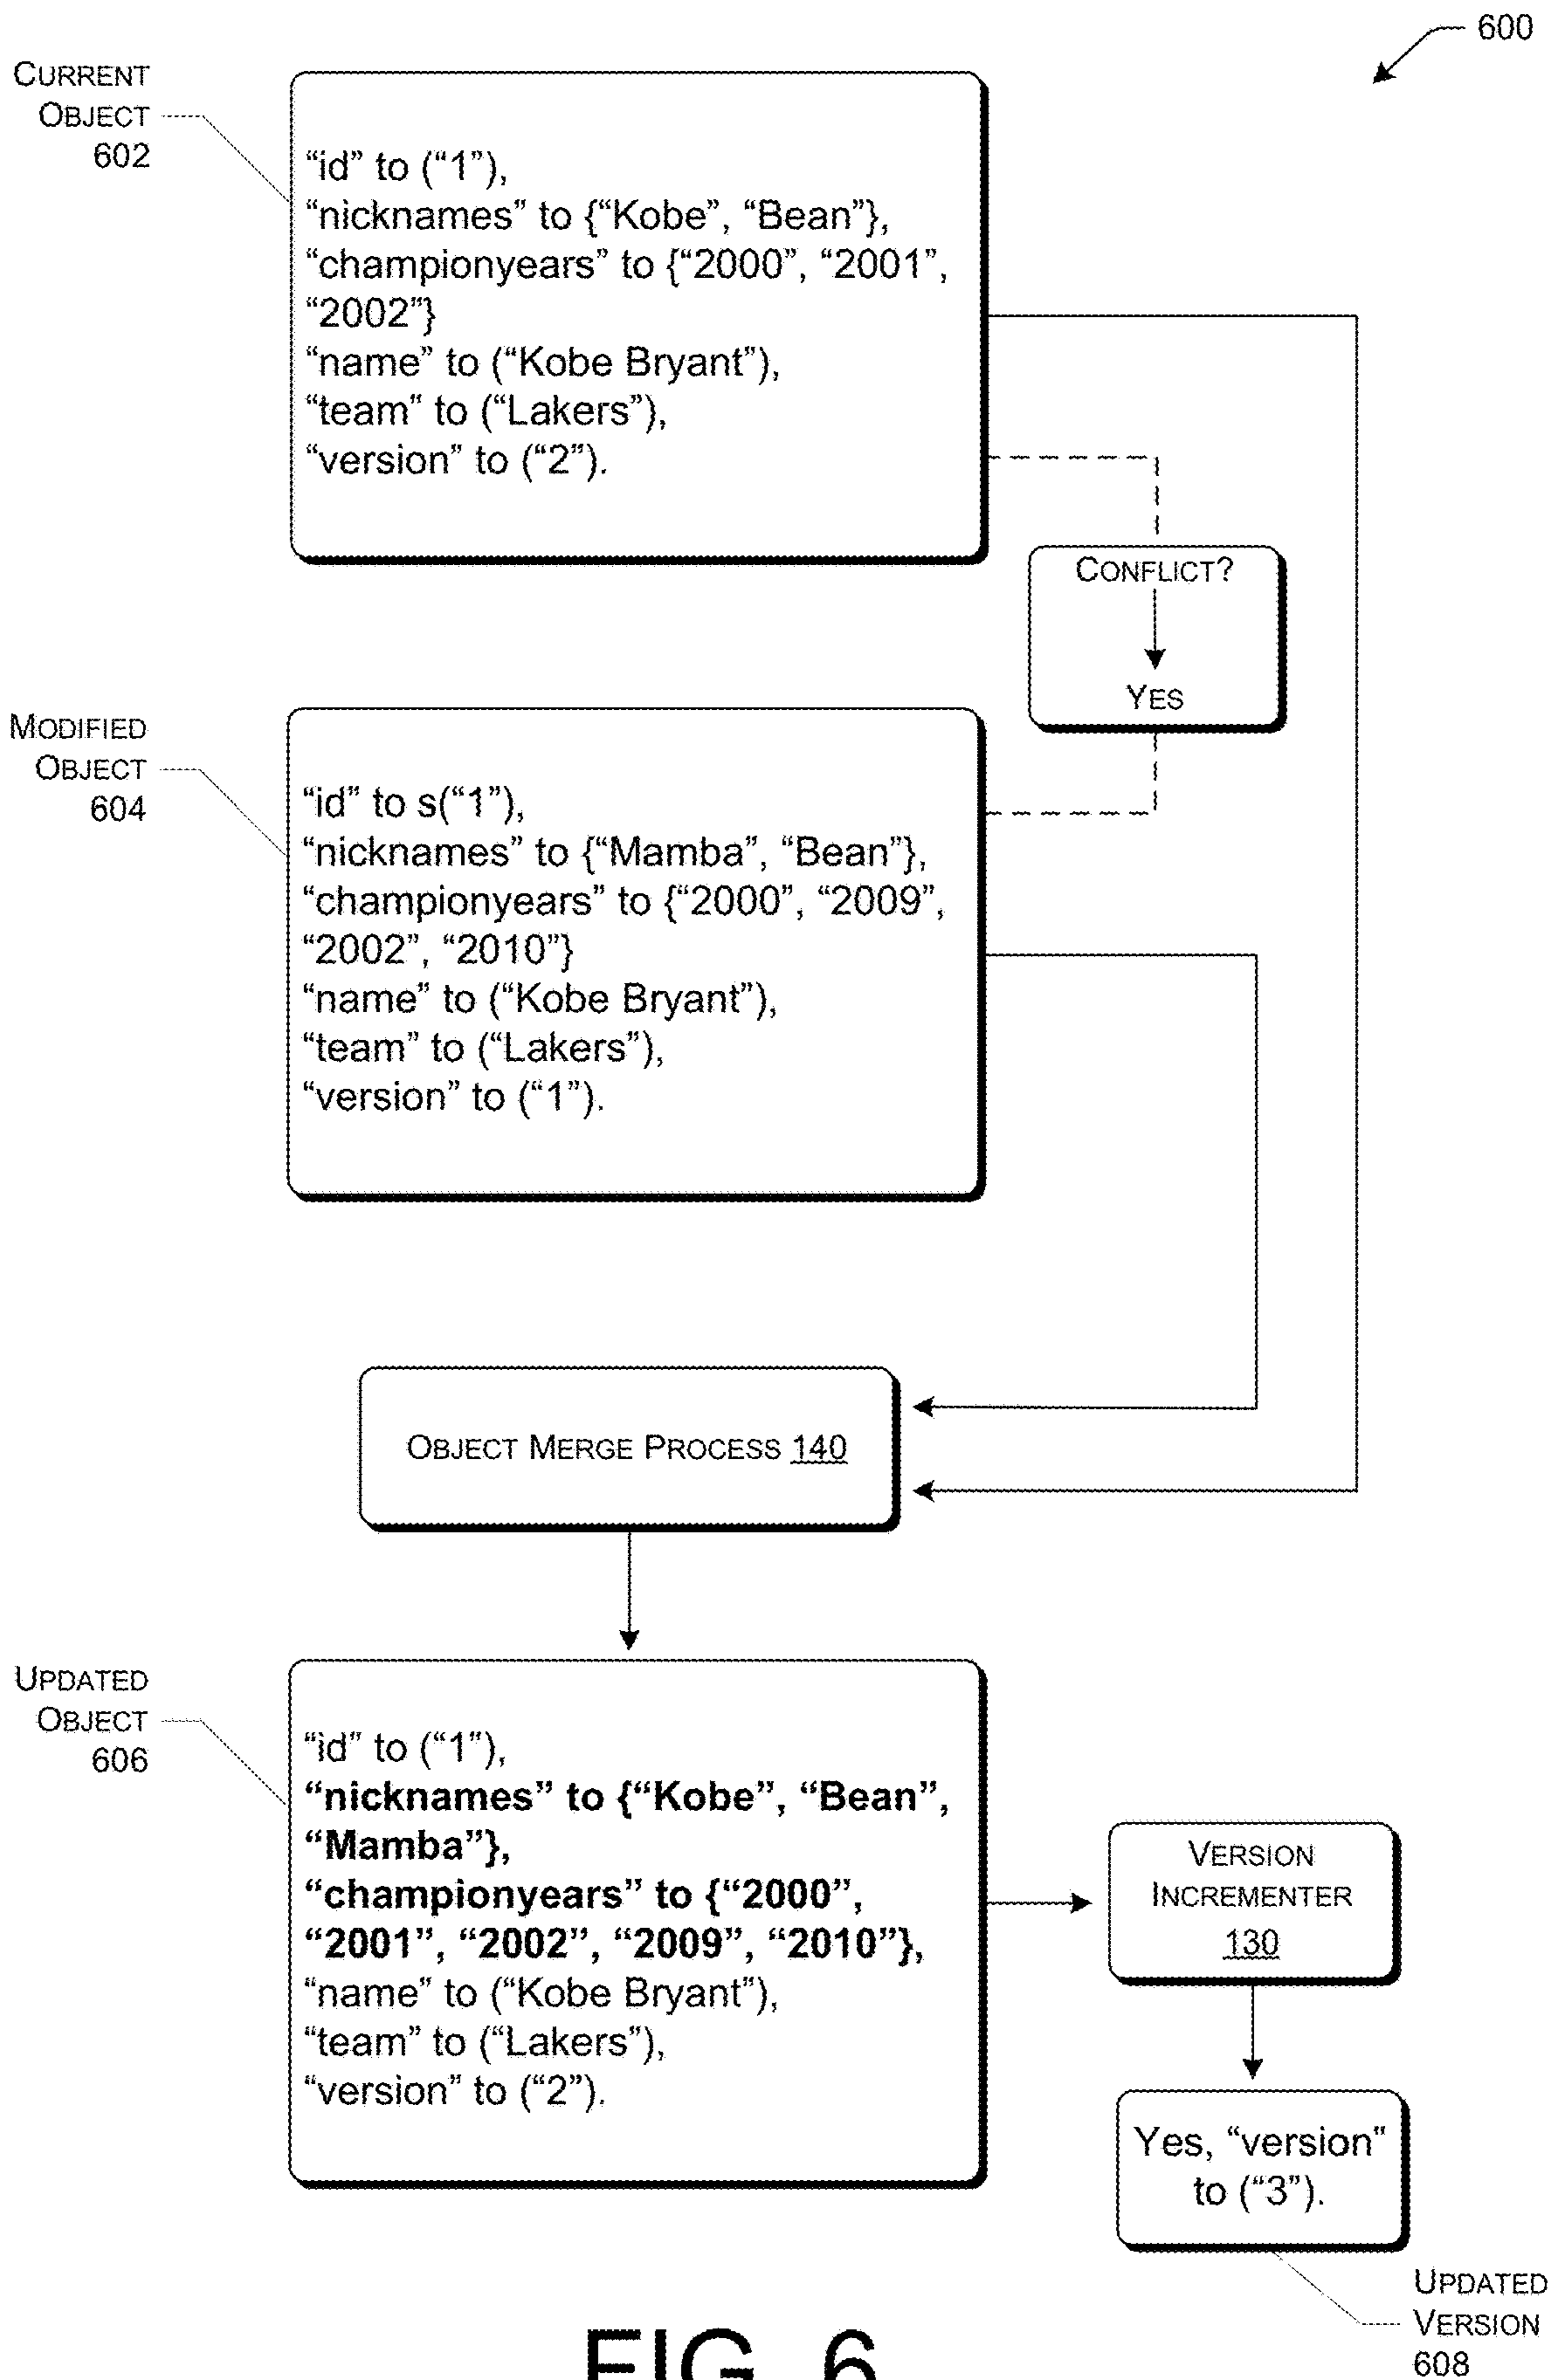 600
CURRENT
OBJECT
602
“id” to (“1”),
“nicknames” to {“Kobe”, “Bean”},
“championyears” to {“2000”, “2001”,
“2002”}
“name” to (“Kobe Bryant”),
“team” to (“Lakers”),
“version” to (“2”).
CONFLICT?
YES
MODIFIED
OBJECT
604
“id” to s(“1”),
“nicknames” to {“Mamba”, “Bean”},
“championyears” to {“2000”, “2009”,
“2002”, “2010”}
“name” to (“Kobe Bryant”),
“team” to (“Lakers”),
“version” to (“1”).
OBJECT MERGE PROCESS 140
UPDATED
OBJECT
606
“id” to (“1”),
“nicknames” to {“Kobe”, “Bean”,
“Mamba”},
“championyears” to {“2000”,
“2001”, “2002”, “2009”, “2010”},
“name” to (“Kobe Bryant”),
“team” to (“Lakers”),
“version” to (“2”).
VERSION
INCREMENTER
130
Yes, “version”
to (“3”).
UPDATED
VERSION
608
FIG. 6